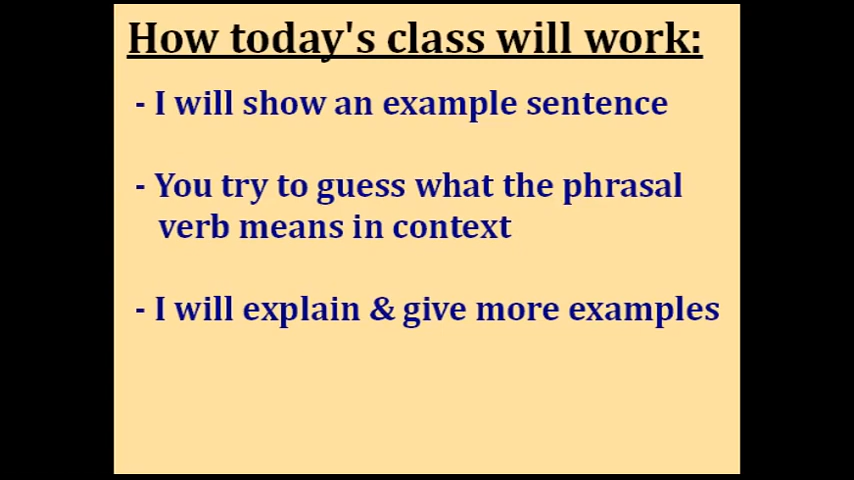 How today's class will work:
- I will show an example sentence
- You try to guess what the phrasal
verb means in context
- I will explain & give more examples